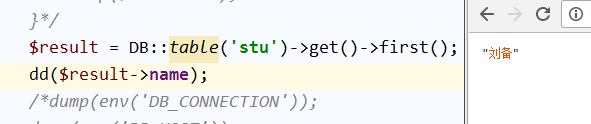 }*/
$result = DB::table('stu')->get()->first();
dd($result->name);
/*dump(env('DB_CONNECTION'));
"刘备"